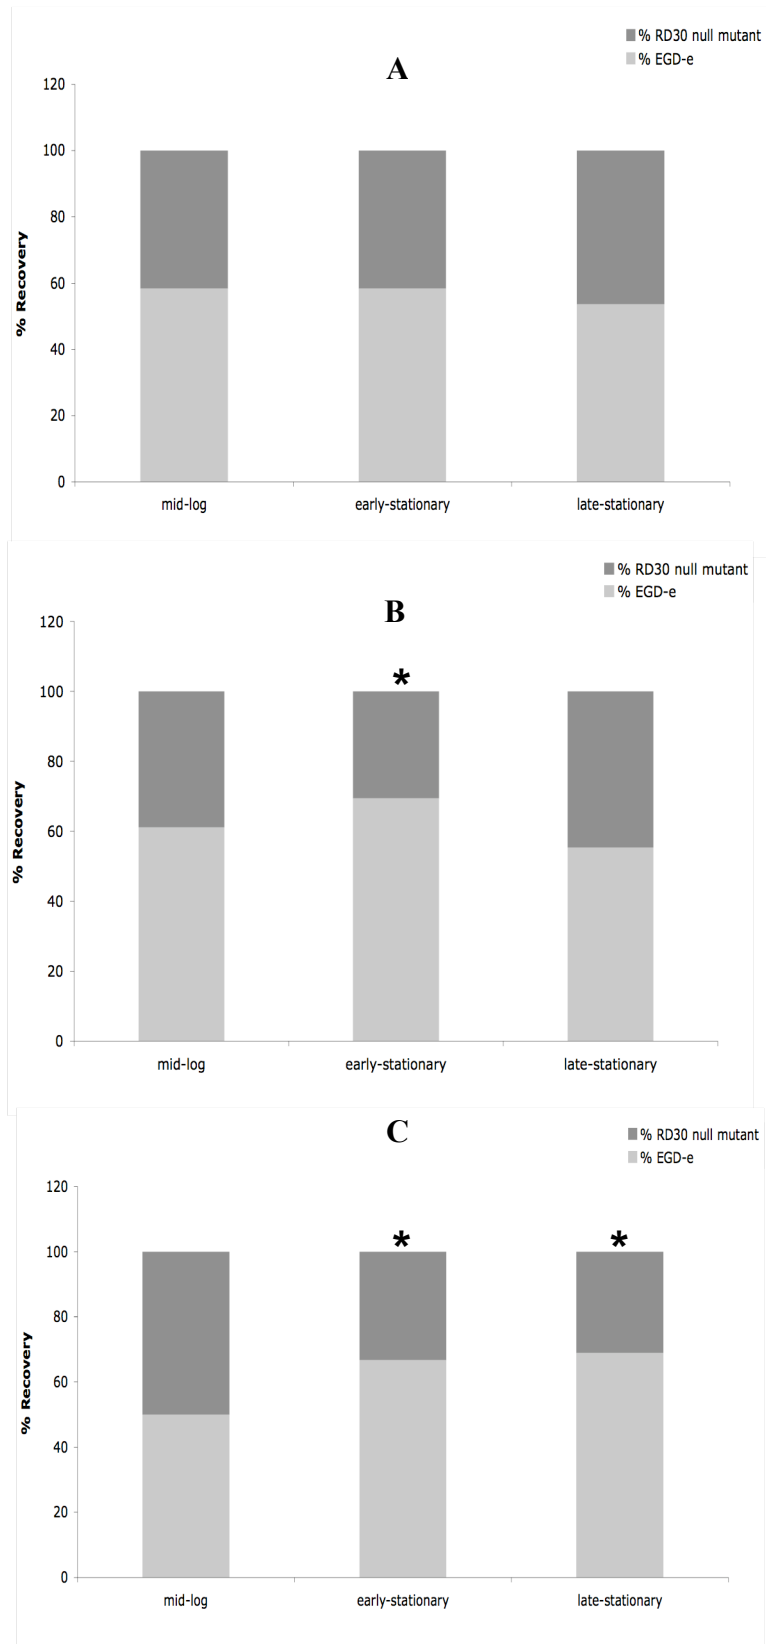 % RD30 null mutant
% EGD-e
A
120
100
80
60
40
20
0
% Recovery
mid-log early-stationary late-stationary
% RD30 null mutant
% EGD-e
B
120
*
100
80
60
40
20
0
% Recovery
mid-log early-stationary late-stationary
C
% RD30 null mutant
% EGD-e
120
* *
100
80
60
40
20
0
% Recovery
mid-log early-stationary late-stationary